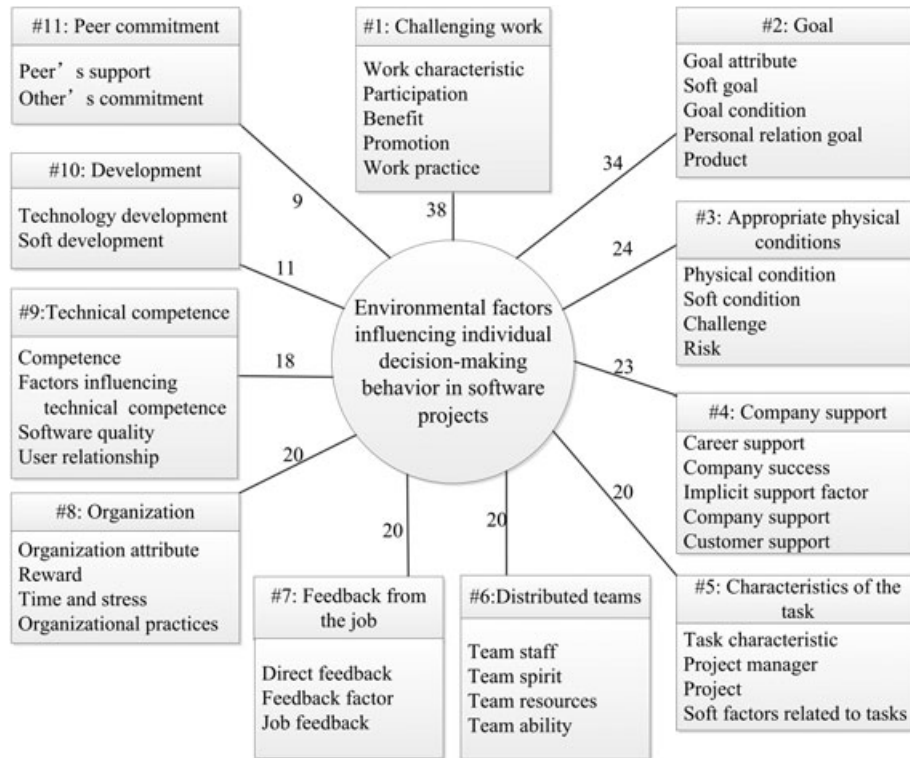 #11: Peer commitment
Peer’s support
Other’s commitment
#1: Challenging work
Work characteristic
Participation
Benefit
Promotion
Work practice
#2: Goal
Goal attribute
Soft goal
Goal condition
Personal relation goal
Product
#10: Development
Technology development
Soft development
9
38
34
#3: Appropriate physical
conditions
Physical condition
Soft condition
Challenge
Risk
11
24
Environmental factors
influencing individual
decision-making
behavior in software
projects
#9:Technical competence
Competence
Factors influencing
technical competence
Software quality
User relationship
18
23
#4: Company support
Career support
Company success
Implicit support factor
Company support
Customer support
20
20
20
20
#8: Organization
Organization attribute
Reward
Time and stress
Organizational practices
#7: Feedback from
the job
Direct feedback
Feedback factor
Job feedback
#6:Distributed teams
Team staff
Team spirit
Team resources
Team ability
#5: Characteristics of the
task
Task characteristic
Project manager
Project
Soft factors related to tasks